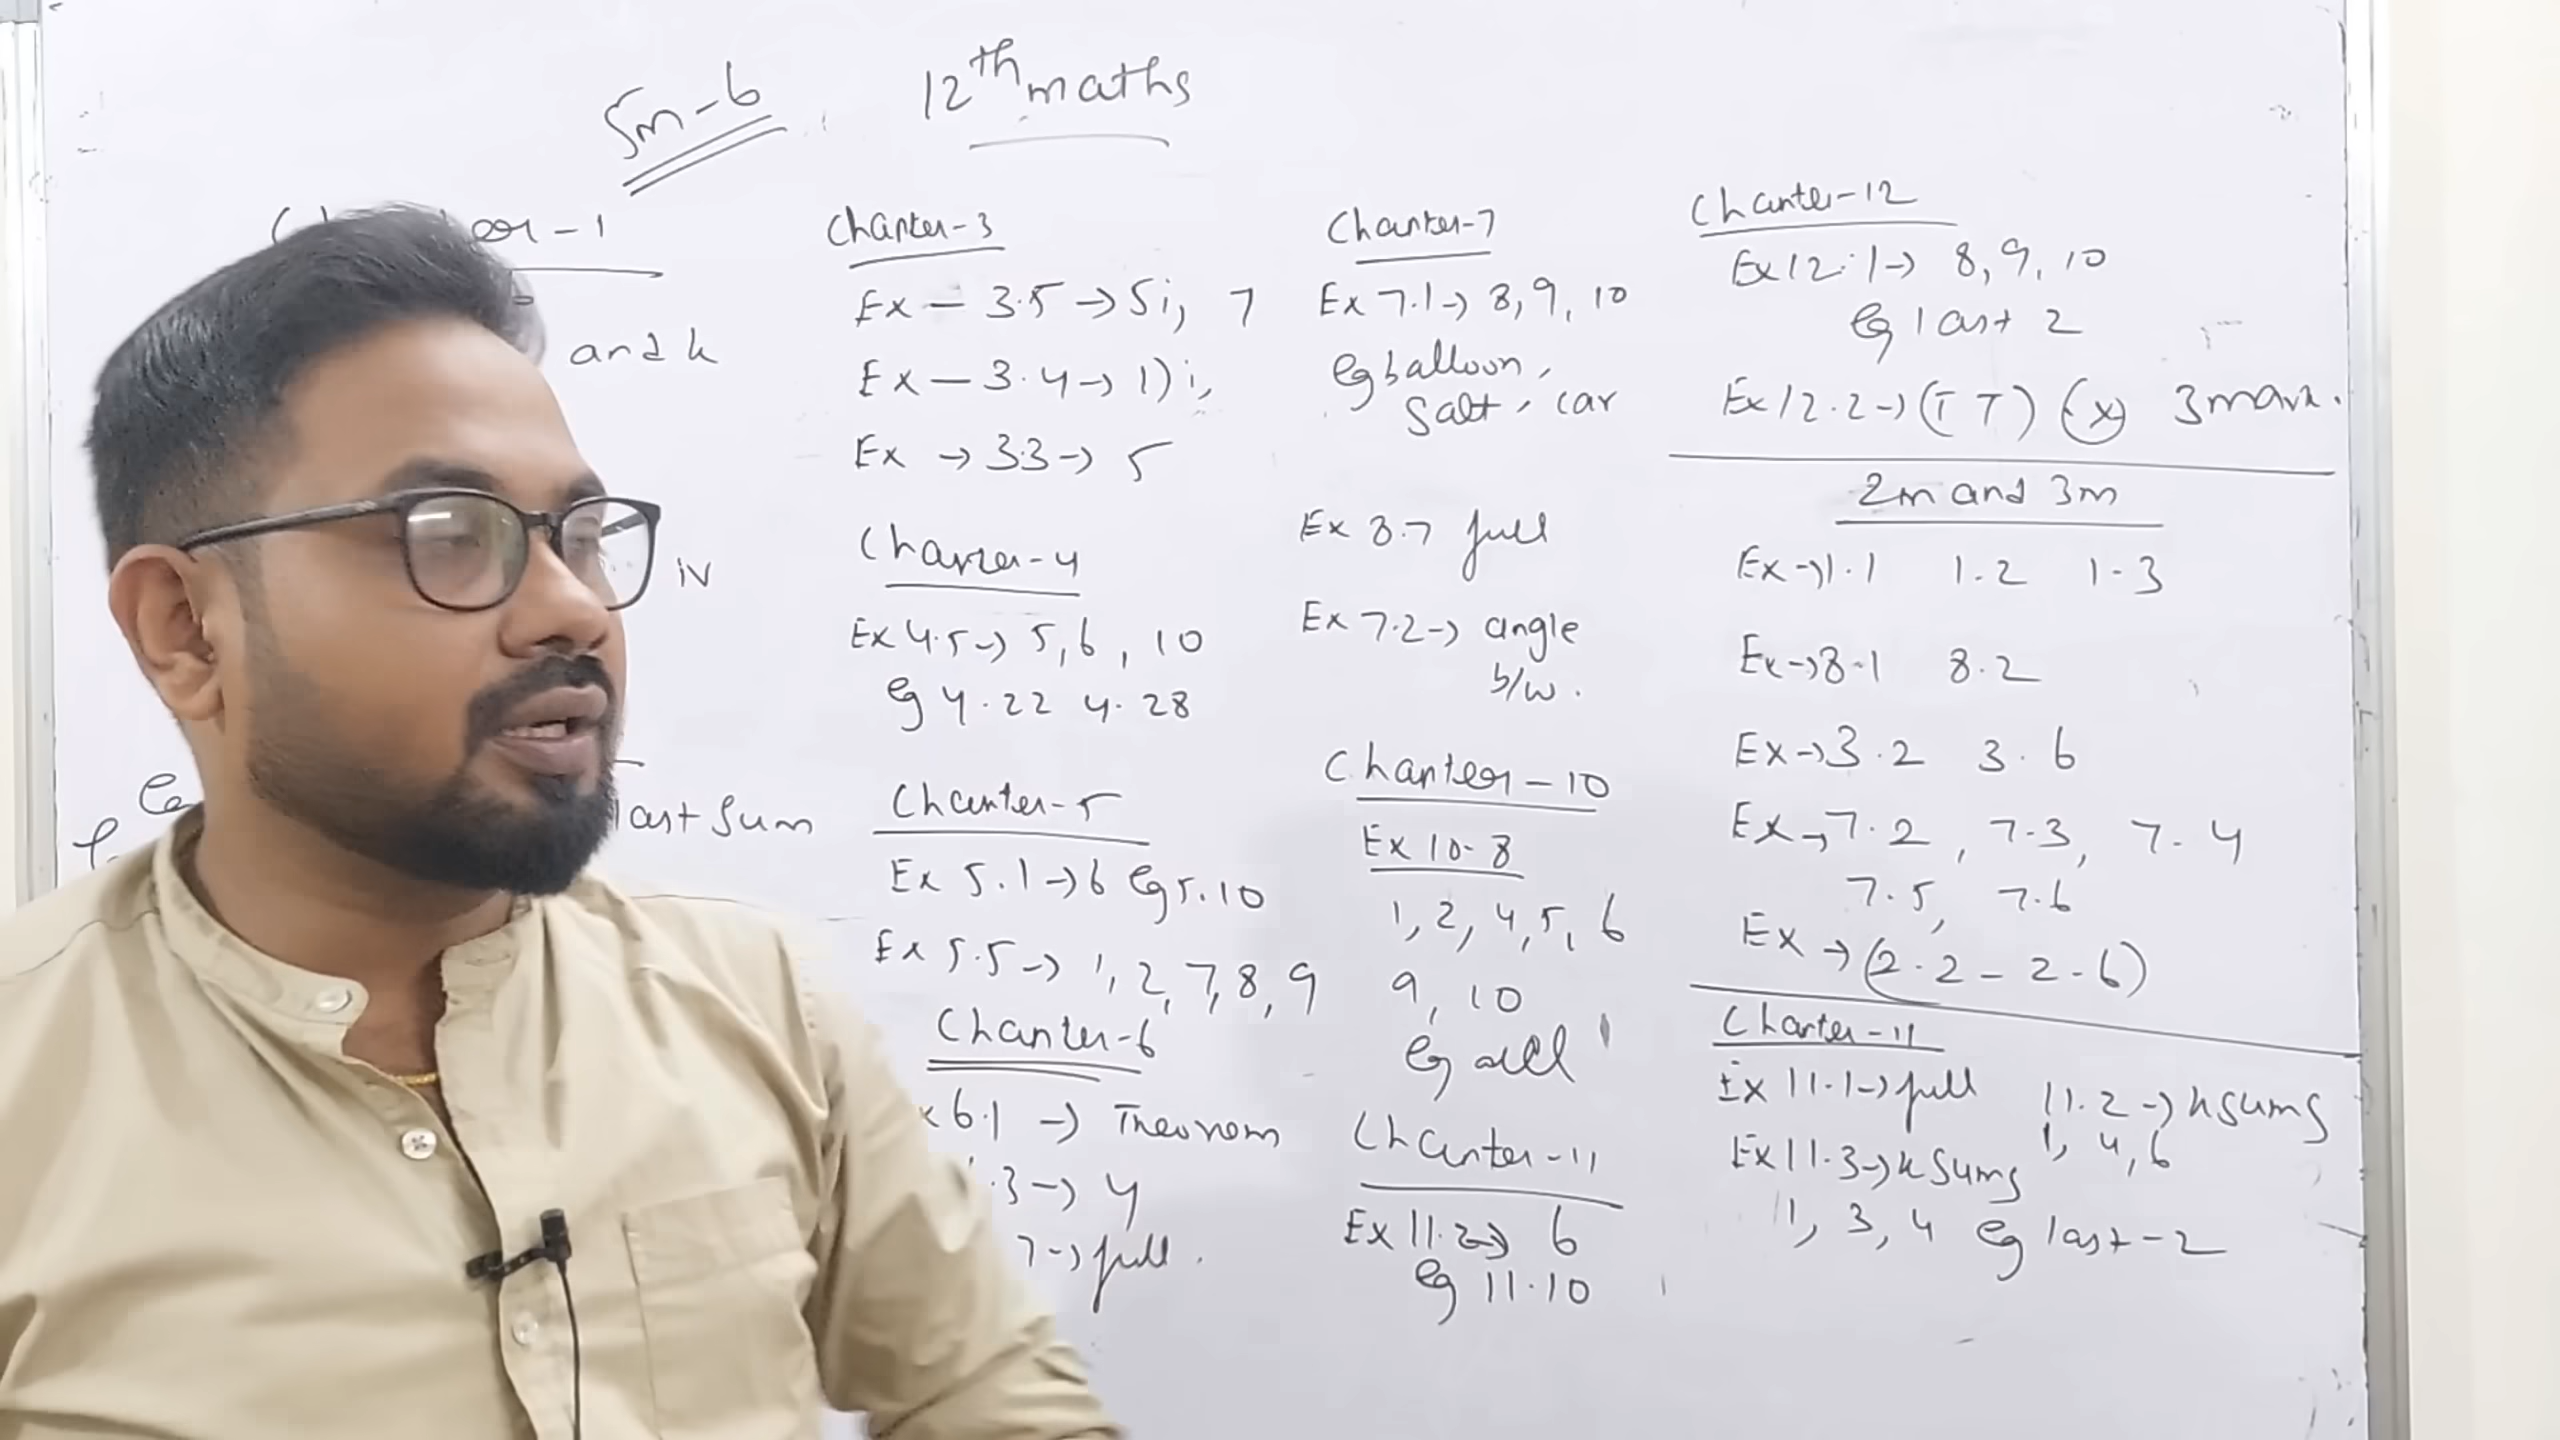 5m-6 12th maths
er-1
and k
iv
last sum
Chapter-3
Ex - 3.5 → 5i, 7
Ex - 3.4 → 1) i,
Ex → 3.3 → 5
Chapter-4
Ex 4.5 → 5, 6, 10
eg 4.22 4.28
Chapter-5
Ex 5.1 → 6 eg 5.10
Ex 5.5 → 1, 2, 7, 8, 9
Chapter-6
x 6.1 → Theorem
.3 → 4
7 → full.
Chapter-7
Ex 7.1 → 8, 9, 10
eg balloon,
Salt, car
Ex 8.7 full
Ex 7.2 → angle
b/w.
Chapter-10
Ex 10.8
1, 2, 4, 5, 6
9, 10
eg all
Chapter-11
Ex 11.2 → 6
eg 11.10
Chapter-12
Ex 12.1 → 8, 9, 10
eg last 2
Ex 12.2 → (TT) (x) 3 mark.
2m and 3m
Ex → 1.1 1.2 1.3
Ex → 8.1 8.2
Ex → 3.2 3.6
Ex → 7.2, 7.3, 7.4
7.5, 7.6
Ex → (2.2 - 2.6)
Chapter-11
Ex 11.1 → full
11.2 → k sums
1, 4, 6
Ex 11.3 → k sums
1, 3, 4 eg last-2